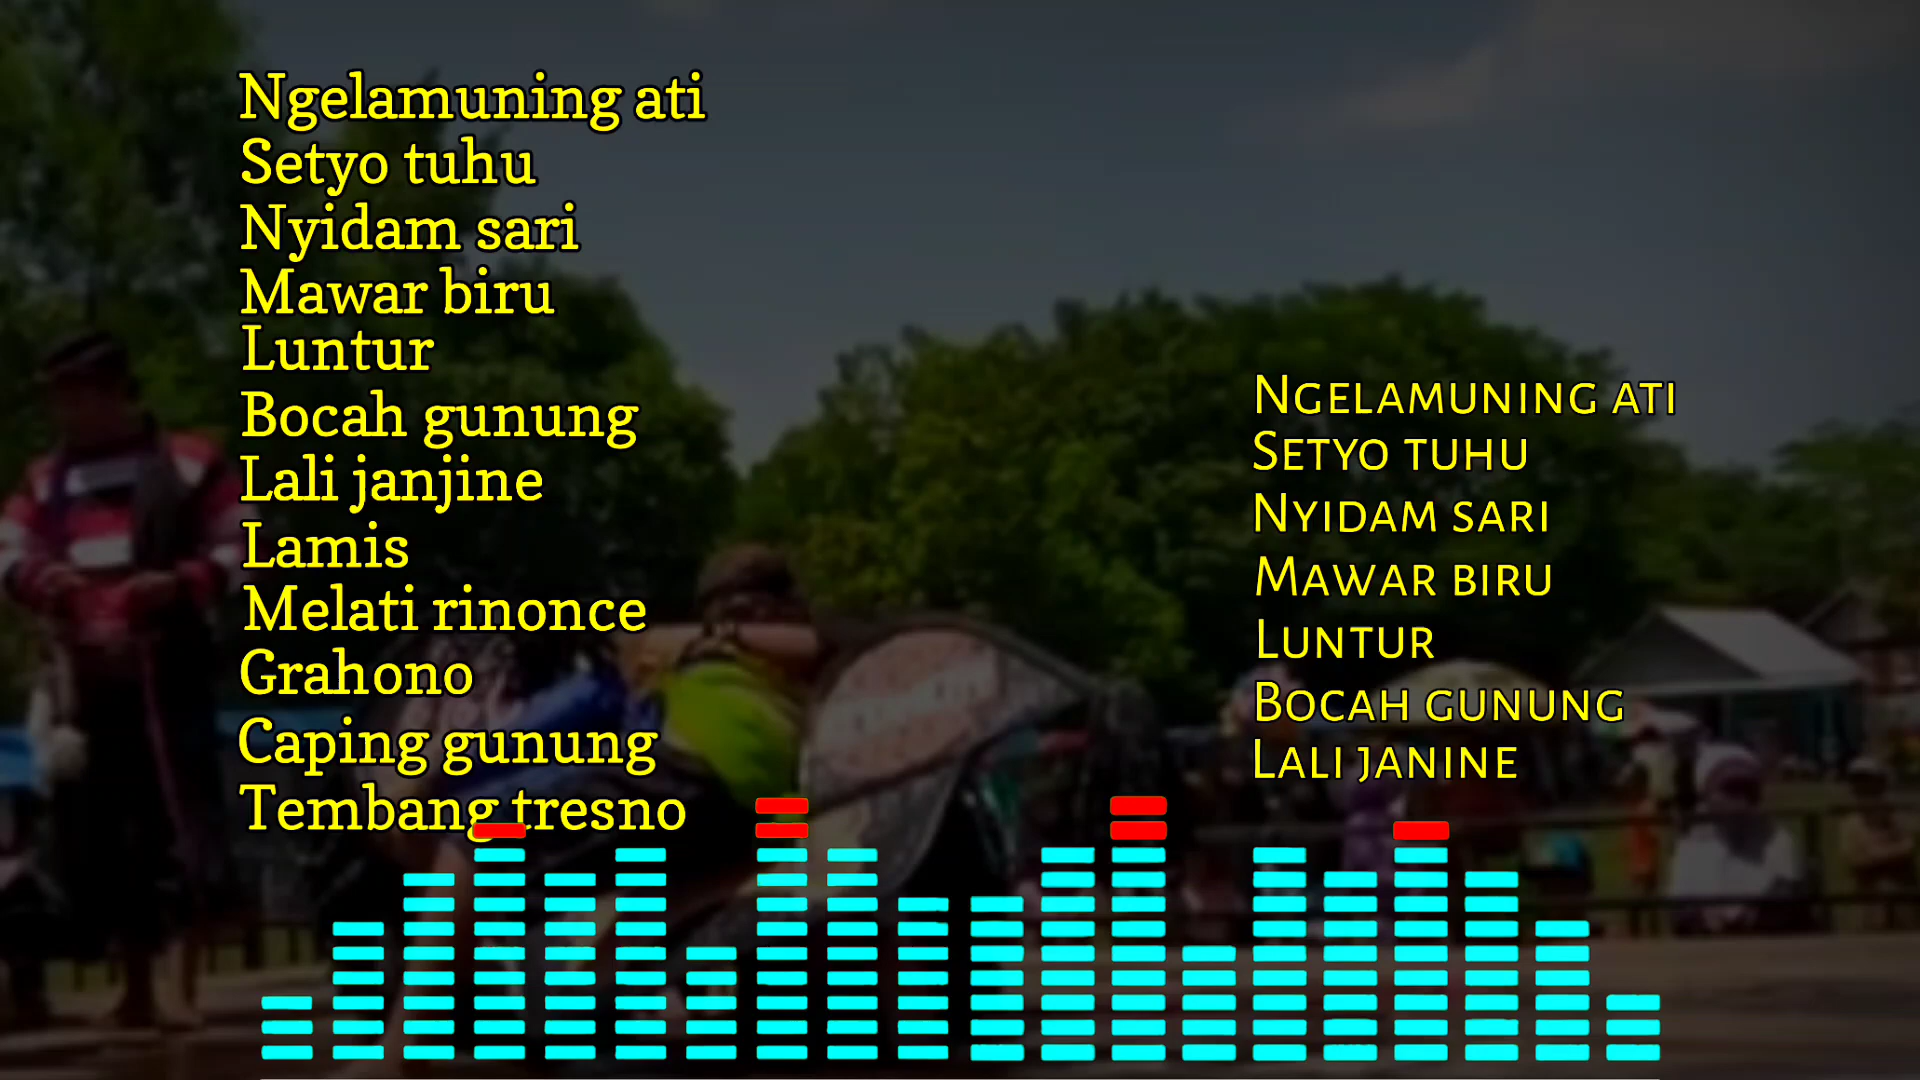 Ngelamuning ati
Setyo tuhu
Nyidam sari
Mawar biru
Luntur
Bocah gunung
Lali janjine
Lamis
Melati rinonce
Grahono
Caping gunung
Tembang tresno
Ngelamuning ati
Setyo tuhu
Nyidam sari
Mawar biru
Luntur
Bocah gunung
Lali janine